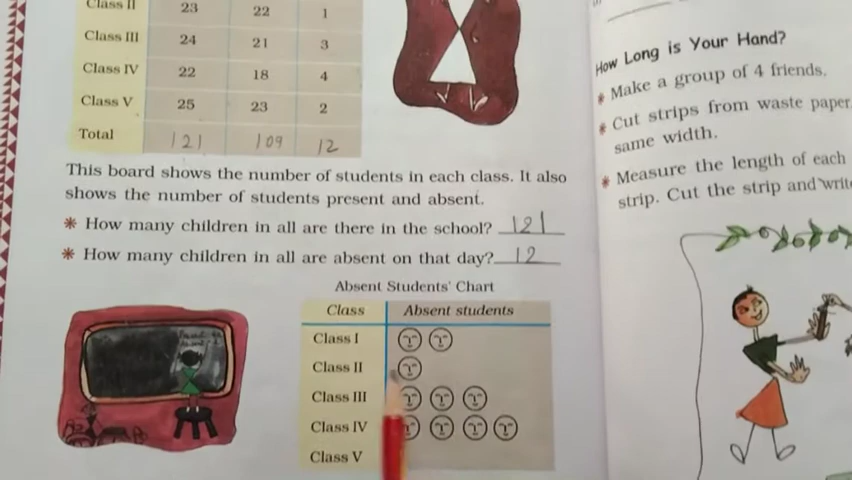 Class II 23 22 1
Class III 24 21 3
Class IV 22 18 4
Class V 25 23 2
Total 121 109 12
This board shows the number of students in each class. It also
shows the number of students present and absent.
* How many children in all are there in the school? 121
* How many children in all are absent on that day? 12
Absent Students' Chart
Class Absent students
Class I
Class II
Class III
Class IV
Class V
How Long is Your Hand?
* Make a group of 4 friends.
* Cut strips from waste paper
same width.
* Measure the length of each
strip. Cut the strip and write